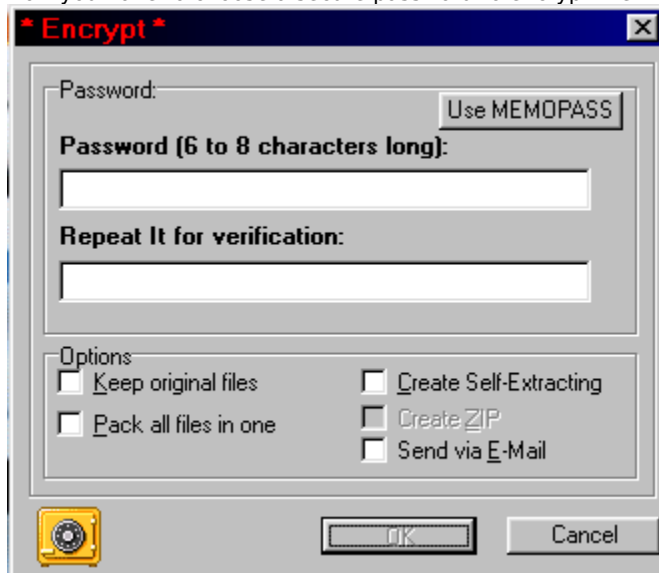 * Encrypt *
Password:
Use MEMOPASS
Password (6 to 8 characters long):
Repeat It for verification:
Options
Keep original files
Create Self-Extracting
Pack all files in one
Create ZIP
Send via E-Mail
OK
Cancel